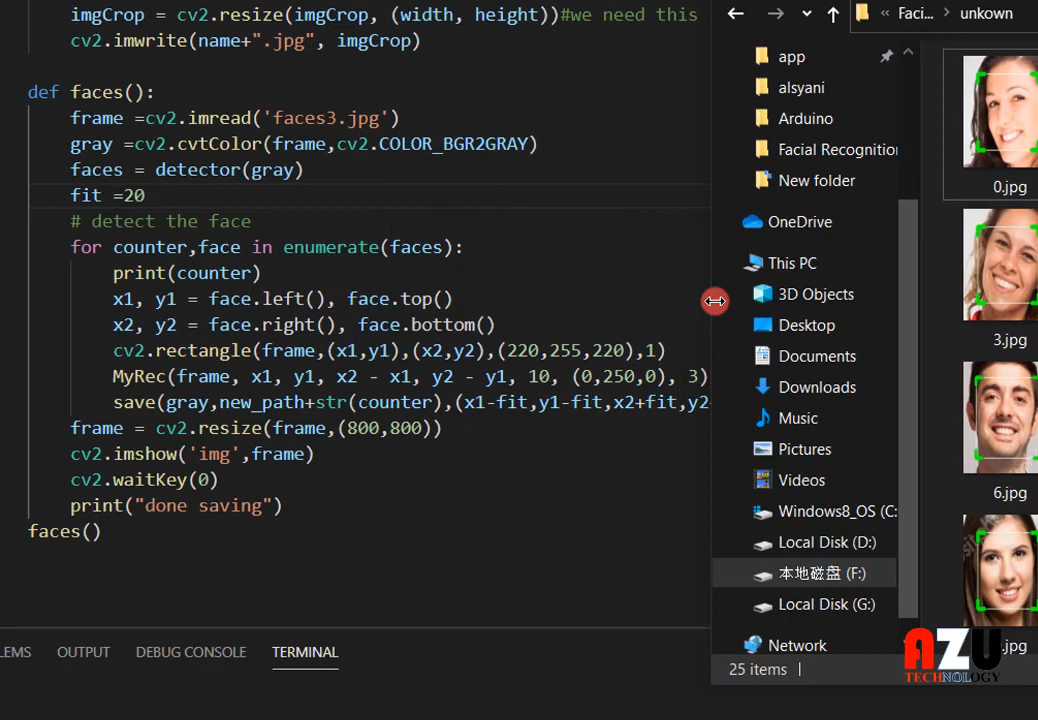 imgCrop = cv2.resize(imgCrop, (width, height))#we need this
cv2.imwrite(name+".jpg", imgCrop)
def faces():
frame =cv2.imread('faces3.jpg')
gray =cv2.cvtColor(frame,cv2.COLOR_BGR2GRAY)
faces = detector(gray)
fit =20
# detect the face
for counter,face in enumerate(faces):
print(counter)
x1, y1 = face.left(), face.top()
x2, y2 = face.right(), face.bottom()
cv2.rectangle(frame,(x1,y1),(x2,y2),(220,255,220),1)
MyRec(frame, x1, y1, x2 - x1, y2 - y1, 10, (0,250,0), 3)
save(gray,new_path+str(counter),(x1-fit,y1-fit,x2+fit,y2
frame = cv2.resize(frame,(800,800))
cv2.imshow('img',frame)
cv2.waitKey(0)
print("done saving")
faces()
LEMS
OUTPUT
DEBUG CONSOLE
TERMINAL
« Faci... › unkown
app
alsyani
Arduino
Facial Recognitio
New folder
OneDrive
This PC
3D Objects
Desktop
Documents
Downloads
Music
Pictures
Videos
Windows8_OS (C:
Local Disk (D:)
本地磁盘 (F:)
Local Disk (G:)
Network
25 items
0.jpg
3.jpg
6.jpg
.jpg
AZU
TECHNOLOGY